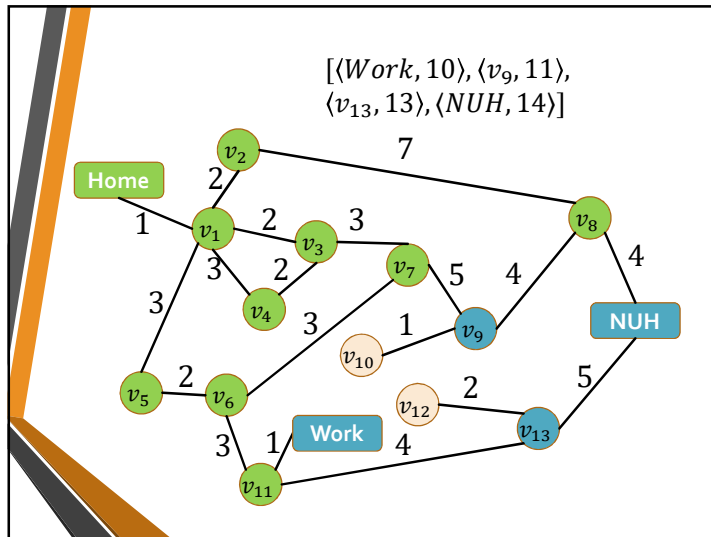 [⟨Work, 10⟩, ⟨v₉, 11⟩,
⟨v₁₃, 13⟩, ⟨NUH, 14⟩]
v₂
7
Home
2
v₈
1
v₁
2
v₃
3
4
3
2
v₇
5
4
3
v₄
3
NUH
1
v₉
v₁₀
5
2
2
v₅
v₆
v₁₂
v₁₃
3
1
Work
4
v₁₁